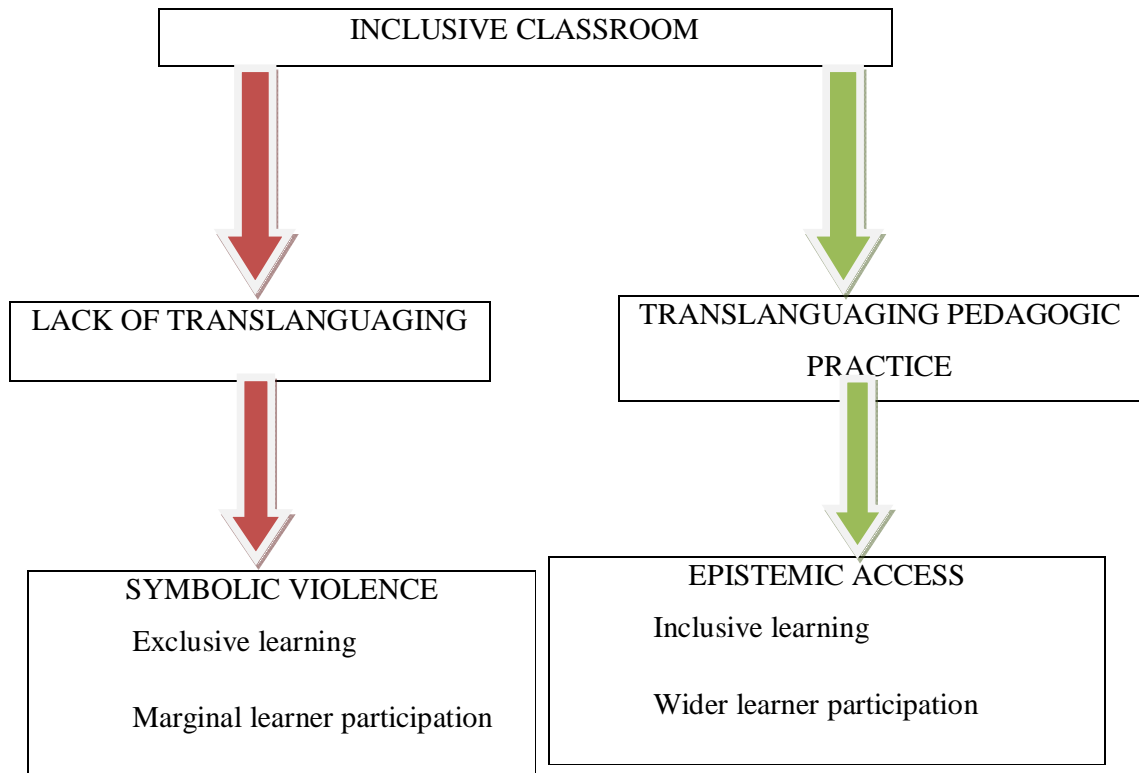 INCLUSIVE CLASSROOM
LACK OF TRANSLANGUAGING
TRANSLANGUAGING PEDAGOGIC
PRACTICE
SYMBOLIC VIOLENCE
Exclusive learning
Marginal learner participation
EPISTEMIC ACCESS
Inclusive learning
Wider learner participation